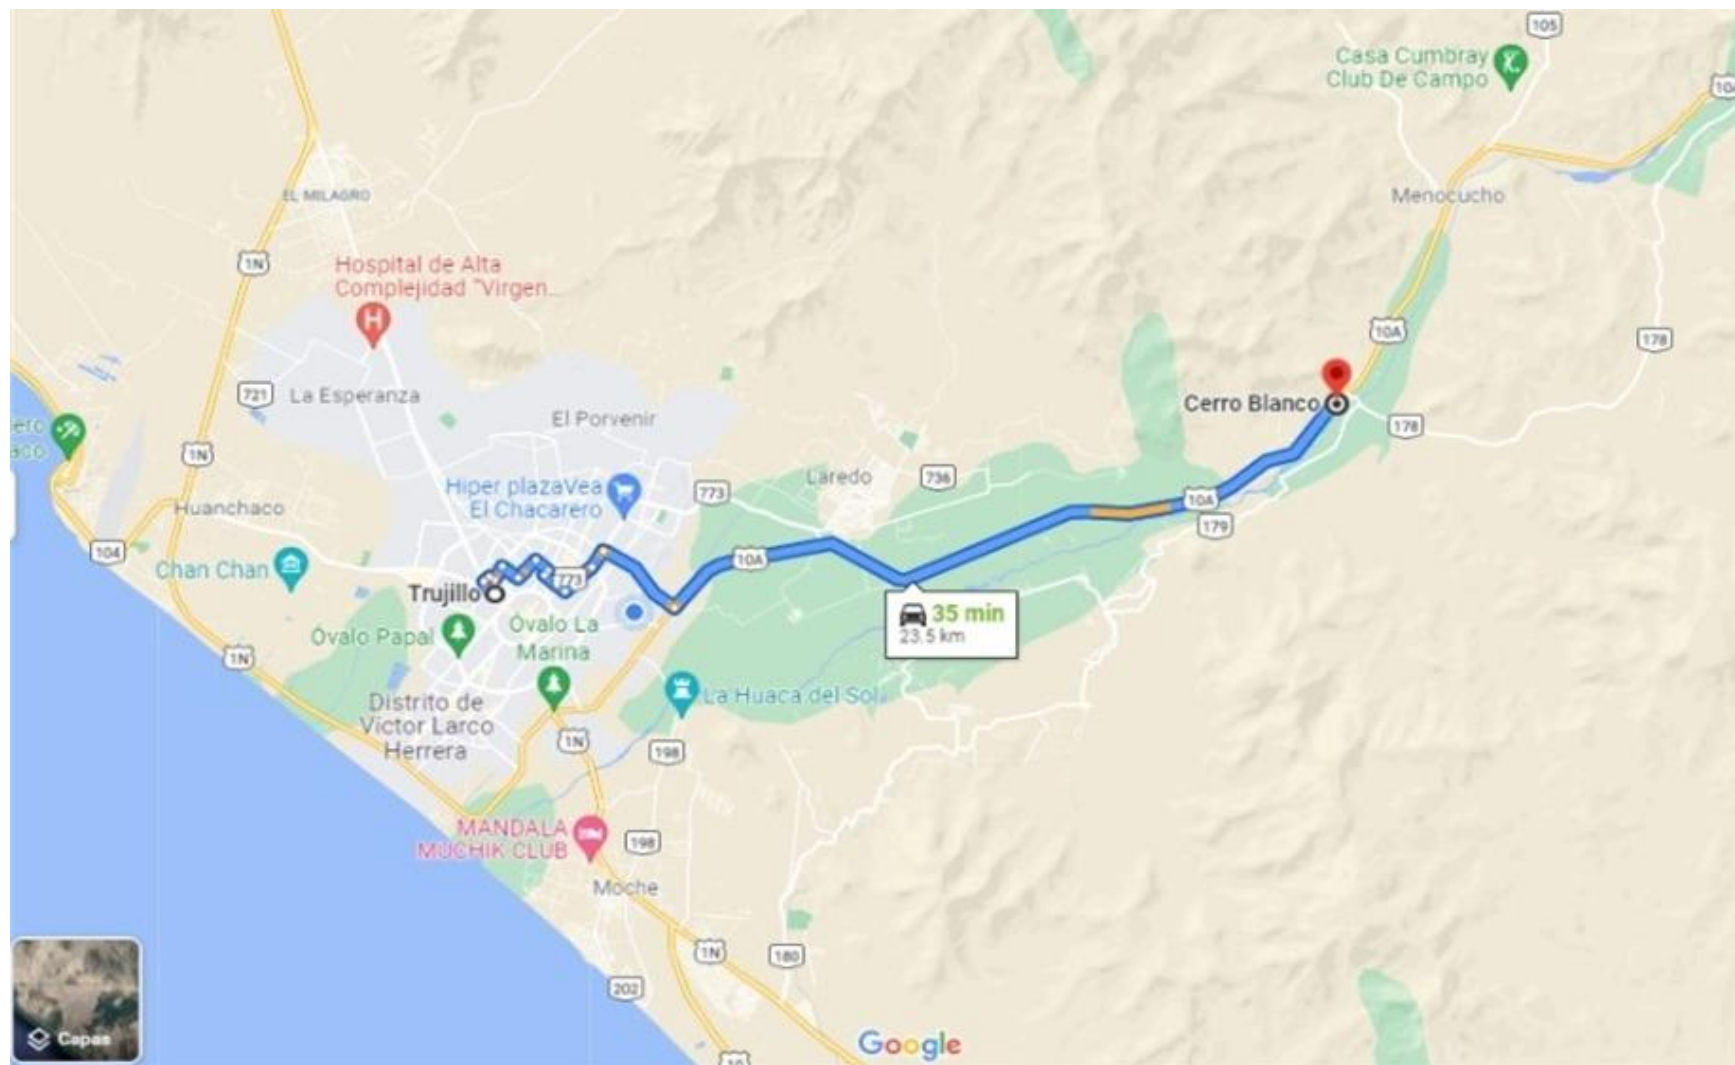 105
Casa Cumbray
Club De Campo
10A
Menocucho
EL MILAGRO
1N
Hospital de Alta
Complejidad "Virgen...
10A
178
721
La Esperanza
El Porvenir
Cerro Blanco
178
1N
Huanchaco
Hiper plazaVea
El Chacarero
773
Laredo
736
10A
179
104
Chan Chan
10A
773
Trujillo
35 min
23.5 km
Óvalo Papal
Óvalo La
Marina
1N
La Huaca del Sol
Distrito de
Víctor Larco
Herrera
1N
198
MANDALA
MUCHIK CLUB
198
Moche
1N
180
202
Capas
Google